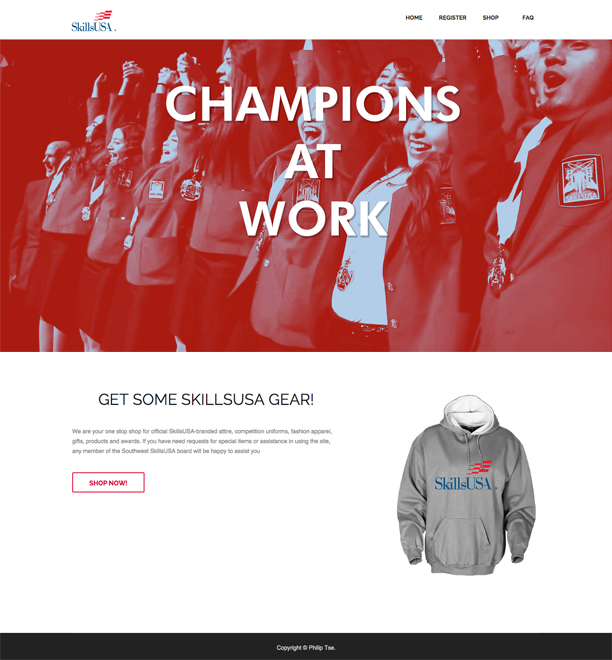 SkillsUSA
HOME REGISTER SHOP FAQ
CHAMPIONS
AT
WORK
SKILLSUSA
GET SOME SKILLSUSA GEAR!
We are your one stop shop for official SkillsUSA-branded attire, competition uniforms, fashion apparel,
gifts, products and awards. If you have need requests for special items or assistance in using the site,
any member of the Southwest SkillsUSA board will be happy to assist you
SHOP NOW!
SkillsUSA
Copyright © Philip Tse.